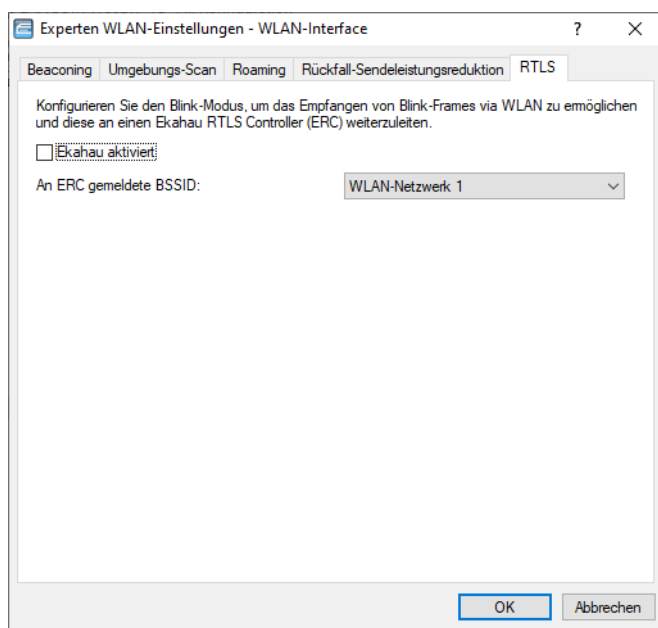 Experten WLAN-Einstellungen - WLAN-Interface ?
Beaconing Umgebungs-Scan Roaming Rückfall-Sendeleistungsreduktion RTLS
Konfigurieren Sie den Blink-Modus, um das Empfangen von Blink-Frames via WLAN zu ermöglichen
und diese an einen Ekahau RTLS Controller (ERC) weiterzuleiten.
Ekahau aktiviert
An ERC gemeldete BSSID: WLAN-Netzwerk 1
OK Abbrechen